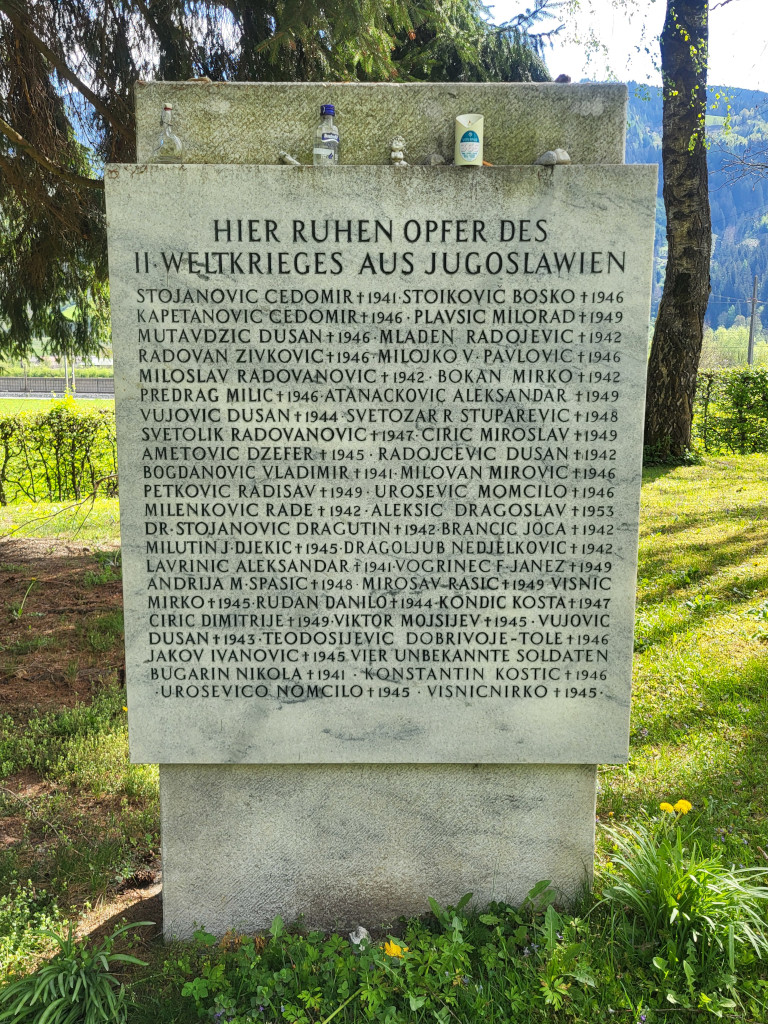 HIER RUHEN OPFER DES
II·WELTKRIEGES AUS JUGOSLAWIEN
STOJANOVIC CEDOMIR†1941·STOIKOVIC BOSKO†1946
KAPETANOVIC CEDOMIR†1946·PLAVSIC MILORAD†1949
MUTAVDZIC DUSAN†1946·MLADEN RADOJEVIC†1942
RADOVAN ZIVKOVIC†1946·MILOJKO V·PAVLOVIC†1946
MILOSLAV RADOVANOVIC†1942·BOKAN MIRKO†1942
PREDRAG MILIC†1946·ATANACKOVIC ALEKSANDAR†1949
VUJOVIC DUSAN†1944·SVETOZAR R STUPAREVIC†1948
SVETOLIK RADOVANOVIC†1947·CIRIC MIROSLAV†1949
AMETOVIC DZEFER†1945·RADOJCEVIC DUSAN†1942
BOGDANOVIC VLADIMIR†1941·MILOVAN MIROVIC†1946
PETKOVIC RADISAV†1949·UROSEVIC MOMCILO†1946
MILENKOVIC RADE†1942·ALEKSIC DRAGOSLAV†1953
DR·STOJANOVIC DRAGUTIN†1942·BRANCIC JOCA†1942
MILUTIN J·DJEKIC†1945·DRAGOLJUB NEDJELKOVIC†1942
LAVRINIC ALEKSANDAR†1941·VOGRINEC F·JANEZ†1949
ANDRIJA M·SPASIC†1948·MIROSAV·RASIC†1949 VISNIC
MIRKO†1945·RUDAN DANILO†1944·KONDIC KOSTA†1947
CIRIC DIMITRIJE†1949·VIKTOR MOJSIJEV†1945·VUJOVIC
DUSAN†1943·TEODOSIJEVIC DOBRIVOJE-TOLE†1946
JAKOV IVANOVIC†1945 VIER UNBEKANNTE SOLDATEN
BUGARIN NIKOLA†1941·KONSTANTIN KOSTIC†1946
·UROSEVICO NOMCILO†1945·VISNICNIRKO†1945·